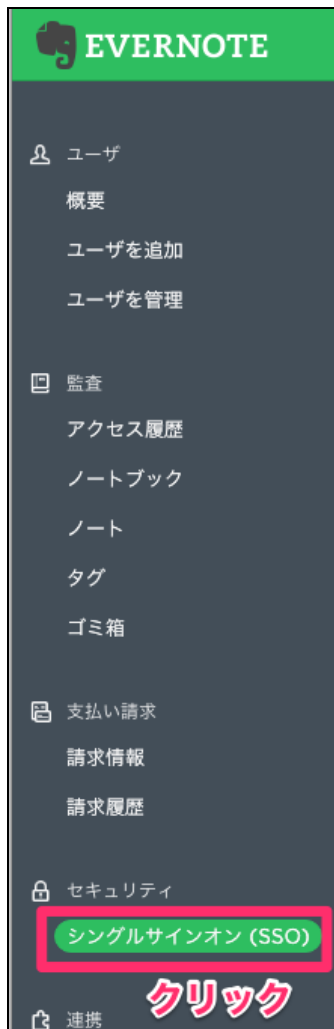 EVERNOTE
ユーザ
概要
ユーザを追加
ユーザを管理
監査
アクセス履歴
ノートブック
ノート
タグ
ゴミ箱
支払い請求
請求情報
請求履歴
セキュリティ
シングルサインオン (SSO)
クリック
連携